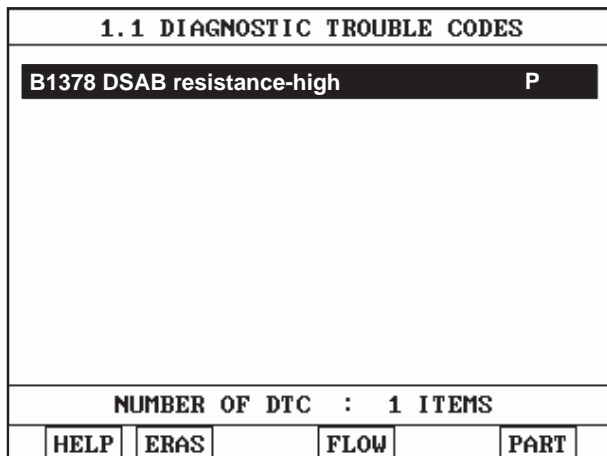 1.1 DIAGNOSTIC TROUBLE CODES
B1378 DSAB resistance-high P
NUMBER OF DTC : 1 ITEMS
HELP ERAS FLOW PART